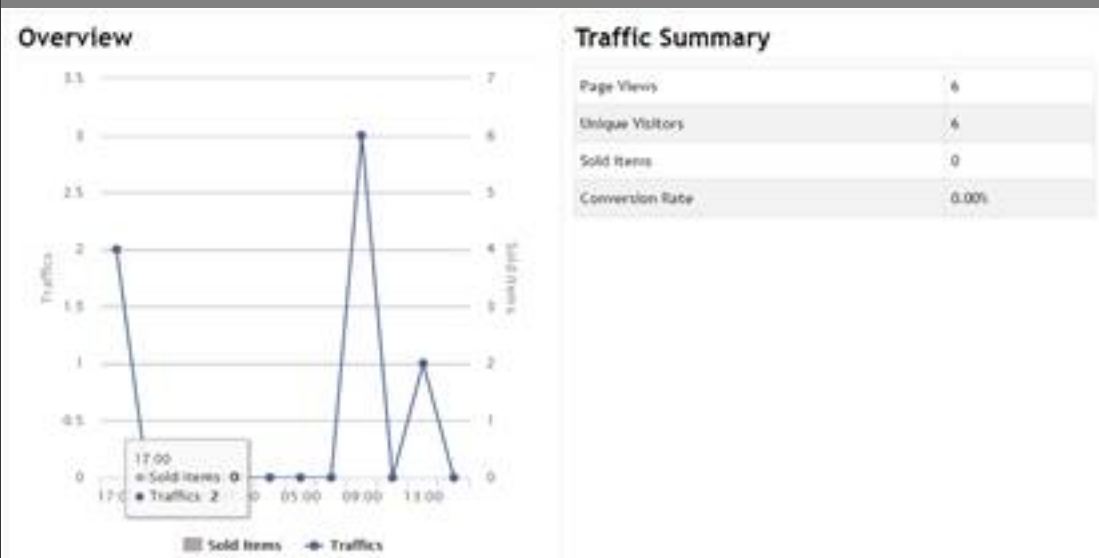 Overview
3.5
3
2.5
2
1.5
1
0.5
0
Traffics
7
6
5
4
3
2
1
0
Sold Items
17:00
Sold Items 0
Traffics 2
05:00 09:00 11:00
Sold Items Traffics
Traffic Summary
Page Views 6
Unique Visitors 6
Sold Items 0
Conversion Rate 0.00%